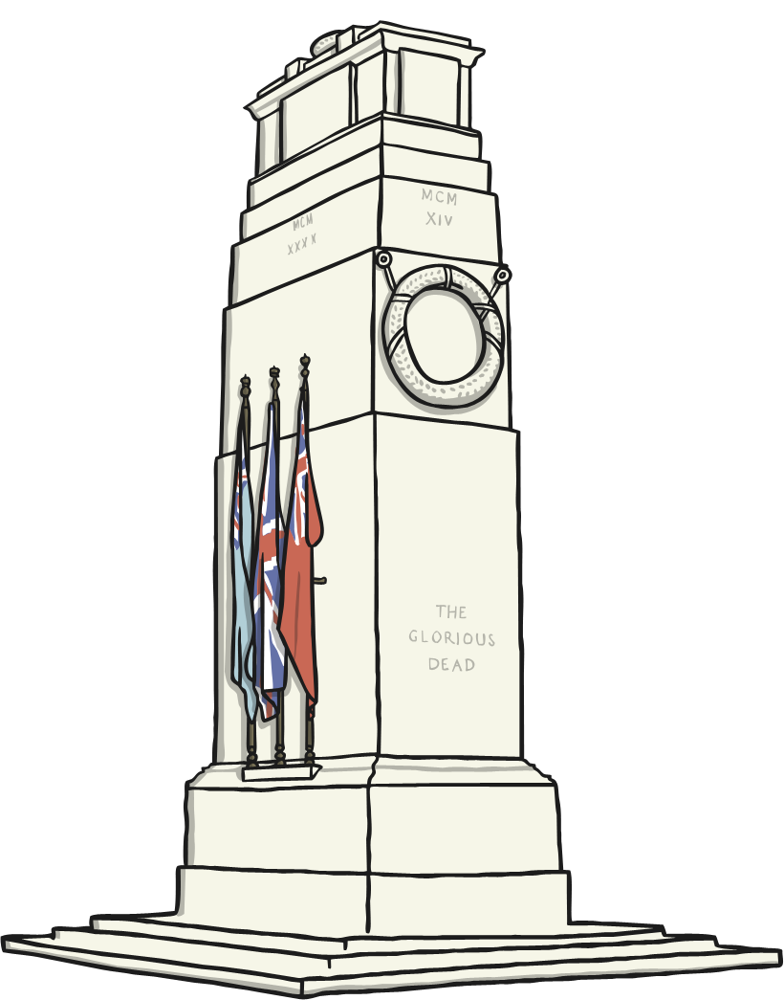 MCM
XXXX
MCM
XIV
THE
GLORIOUS
DEAD